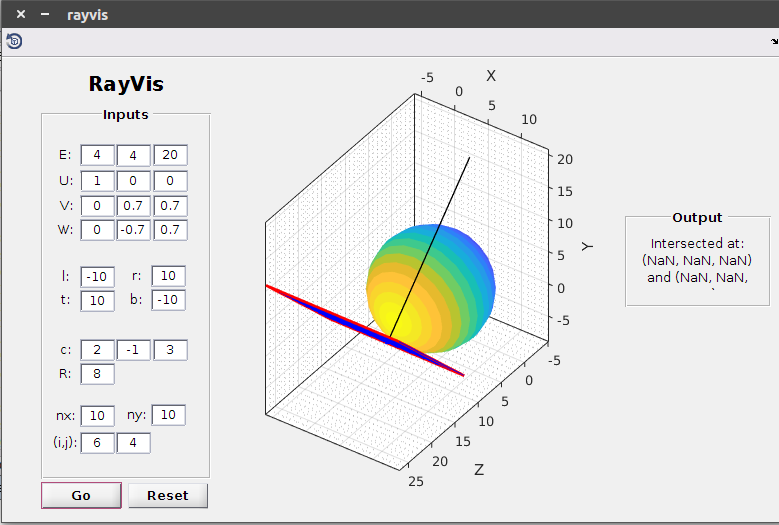 rayvis
RayVis
Inputs
E: 4 4 20
U: 1 0 0
V: 0 0.7 0.7
W: 0 -0.7 0.7
l: -10 r: 10
t: 10 b: -10
c: 2 -1 3
R: 8
nx: 10 ny: 10
(i,j): 6 4
Go Reset
X
-5 0 5 10
20
15
10
5
0
-5
Y
-5
0
5
10
15
20
25
Z
Output
Intersected at:
(NaN, NaN, NaN)
and (NaN, NaN,